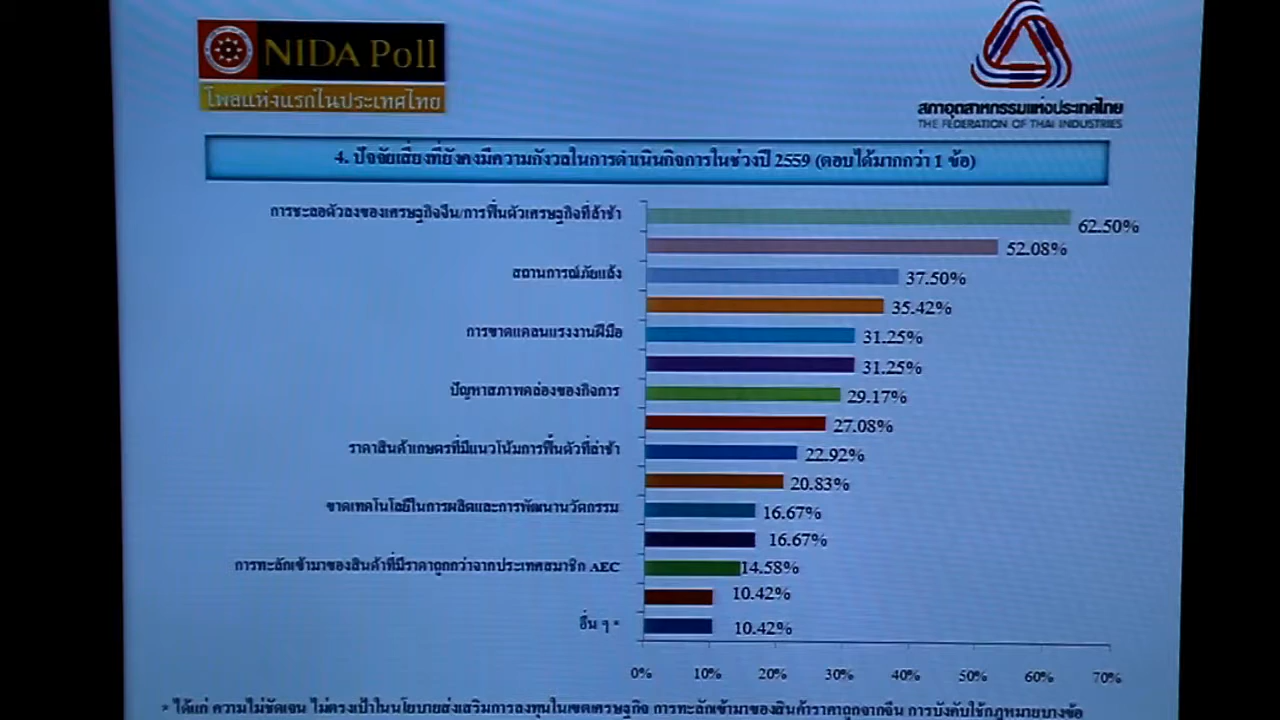 NIDA Poll
โพลแห่งแรกในประเทศไทย
สภาอุตสาหกรรมแห่งประเทศไทย
THE FEDERATION OF THAI INDUSTRIES
4. ปัจจัยเสี่ยงที่ยังคงมีความกังวลในการดำเนินกิจการในช่วงปี 2559 (ตอบได้มากกว่า 1 ข้อ)
การชะลอตัวลงของเศรษฐกิจจีน/การฟื้นตัวเศรษฐกิจที่ล้าช้า 62.50%
52.08%
สถานการณ์ภัยแล้ง 37.50%
35.42%
การขาดแคลนแรงงานฝีมือ 31.25%
31.25%
ปัญหาสภาพคล่องของกิจการ 29.17%
27.08%
ราคาสินค้าเกษตรที่มีแนวโน้มการฟื้นตัวที่ล่าช้า 22.92%
20.83%
ขาดเทคโนโลยีในการผลิตและการพัฒนานวัตกรรม 16.67%
16.67%
การทะลักเข้ามาของสินค้าที่มีราคาถูกกว่าจากประเทศสมาชิก AEC 14.58%
10.42%
อื่น ๆ * 10.42%
0% 10% 20% 30% 40% 50% 60% 70%
* ได้แก่ ความไม่ชัดเจน ไม่ตรงเป้าในนโยบายส่งเสริมการลงทุนในเขตเศรษฐกิจ การทะลักเข้ามาของสินค้าราคาถูกจากจีน การบังคับใช้กฎหมายบางข้อ